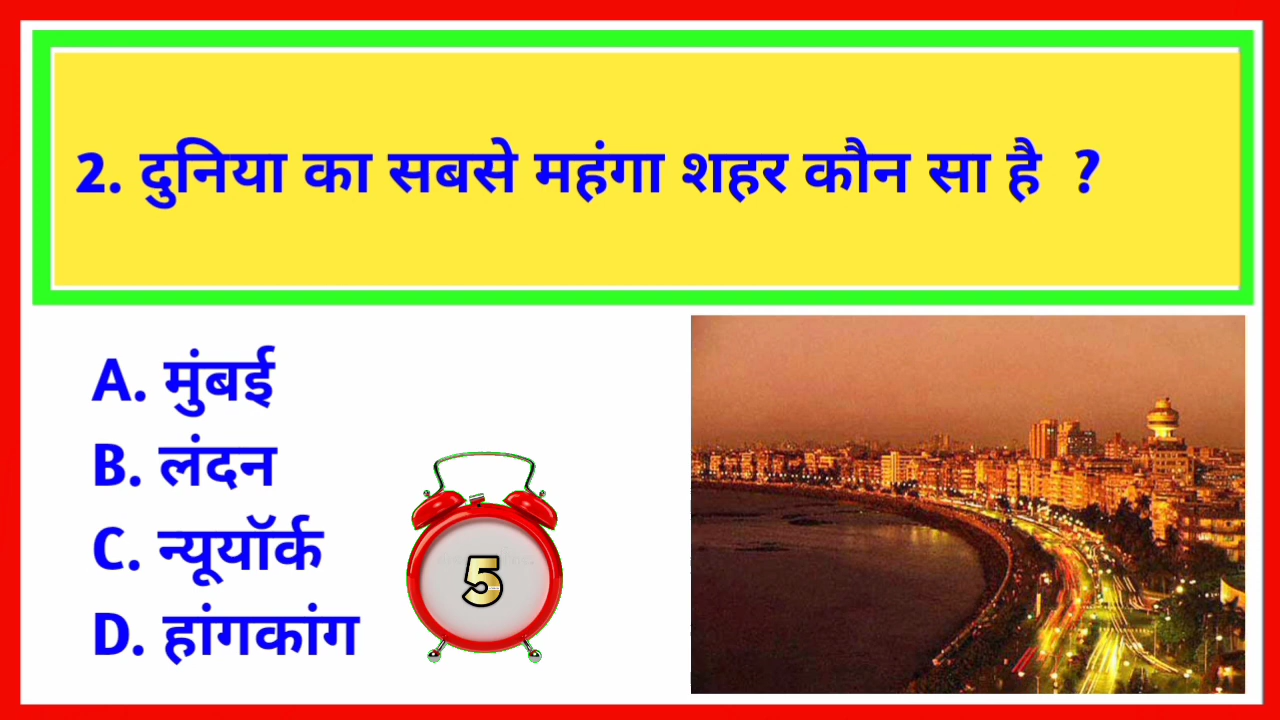 2. दुनिया का सबसे महंगा शहर कौन सा है ?
A. मुंबई
B. लंदन
C. न्यूयॉर्क
D. हांगकांग
5